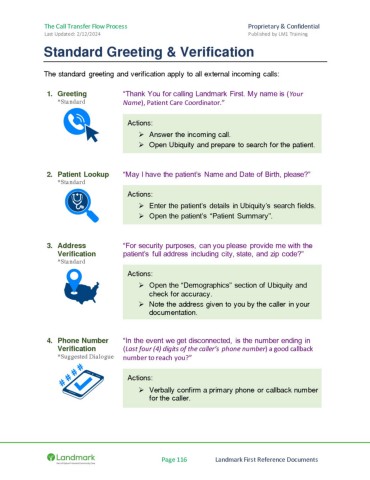 The Call Transfer Flow Process
Proprietary & Confidential
Last Updated: 2/12/2024
Published by LM1 Training
Standard Greeting & Verification
The standard greeting and verification apply to all external incoming calls:
1. Greeting
*Standard
"Thank You for calling Landmark First. My name is (Your
Name), Patient Care Coordinator."
Actions:
➢ Answer the incoming call.
➢ Open Ubiquity and prepare to search for the patient.
2. Patient Lookup
*Standard
"May I have the patient's Name and Date of Birth, please?"
Actions:
➢ Enter the patient's details in Ubiquity's search fields.
➢ Open the patient's "Patient Summary".
3. Address
Verification
*Standard
"For security purposes, can you please provide me with the
patient's full address including city, state, and zip code?"
Actions:
➢ Open the "Demographics" section of Ubiquity and
check for accuracy.
➢ Note the address given to you by the caller in your
documentation.
4. Phone Number
Verification
*Suggested Dialogue
"In the event we get disconnected, is the number ending in
(Last four (4) digits of the caller's phone number) a good callback
number to reach you?"
Actions:
➢ Verbally confirm a primary phone or callback number
for the caller.
Landmark
Page 116
Landmark First Reference Documents